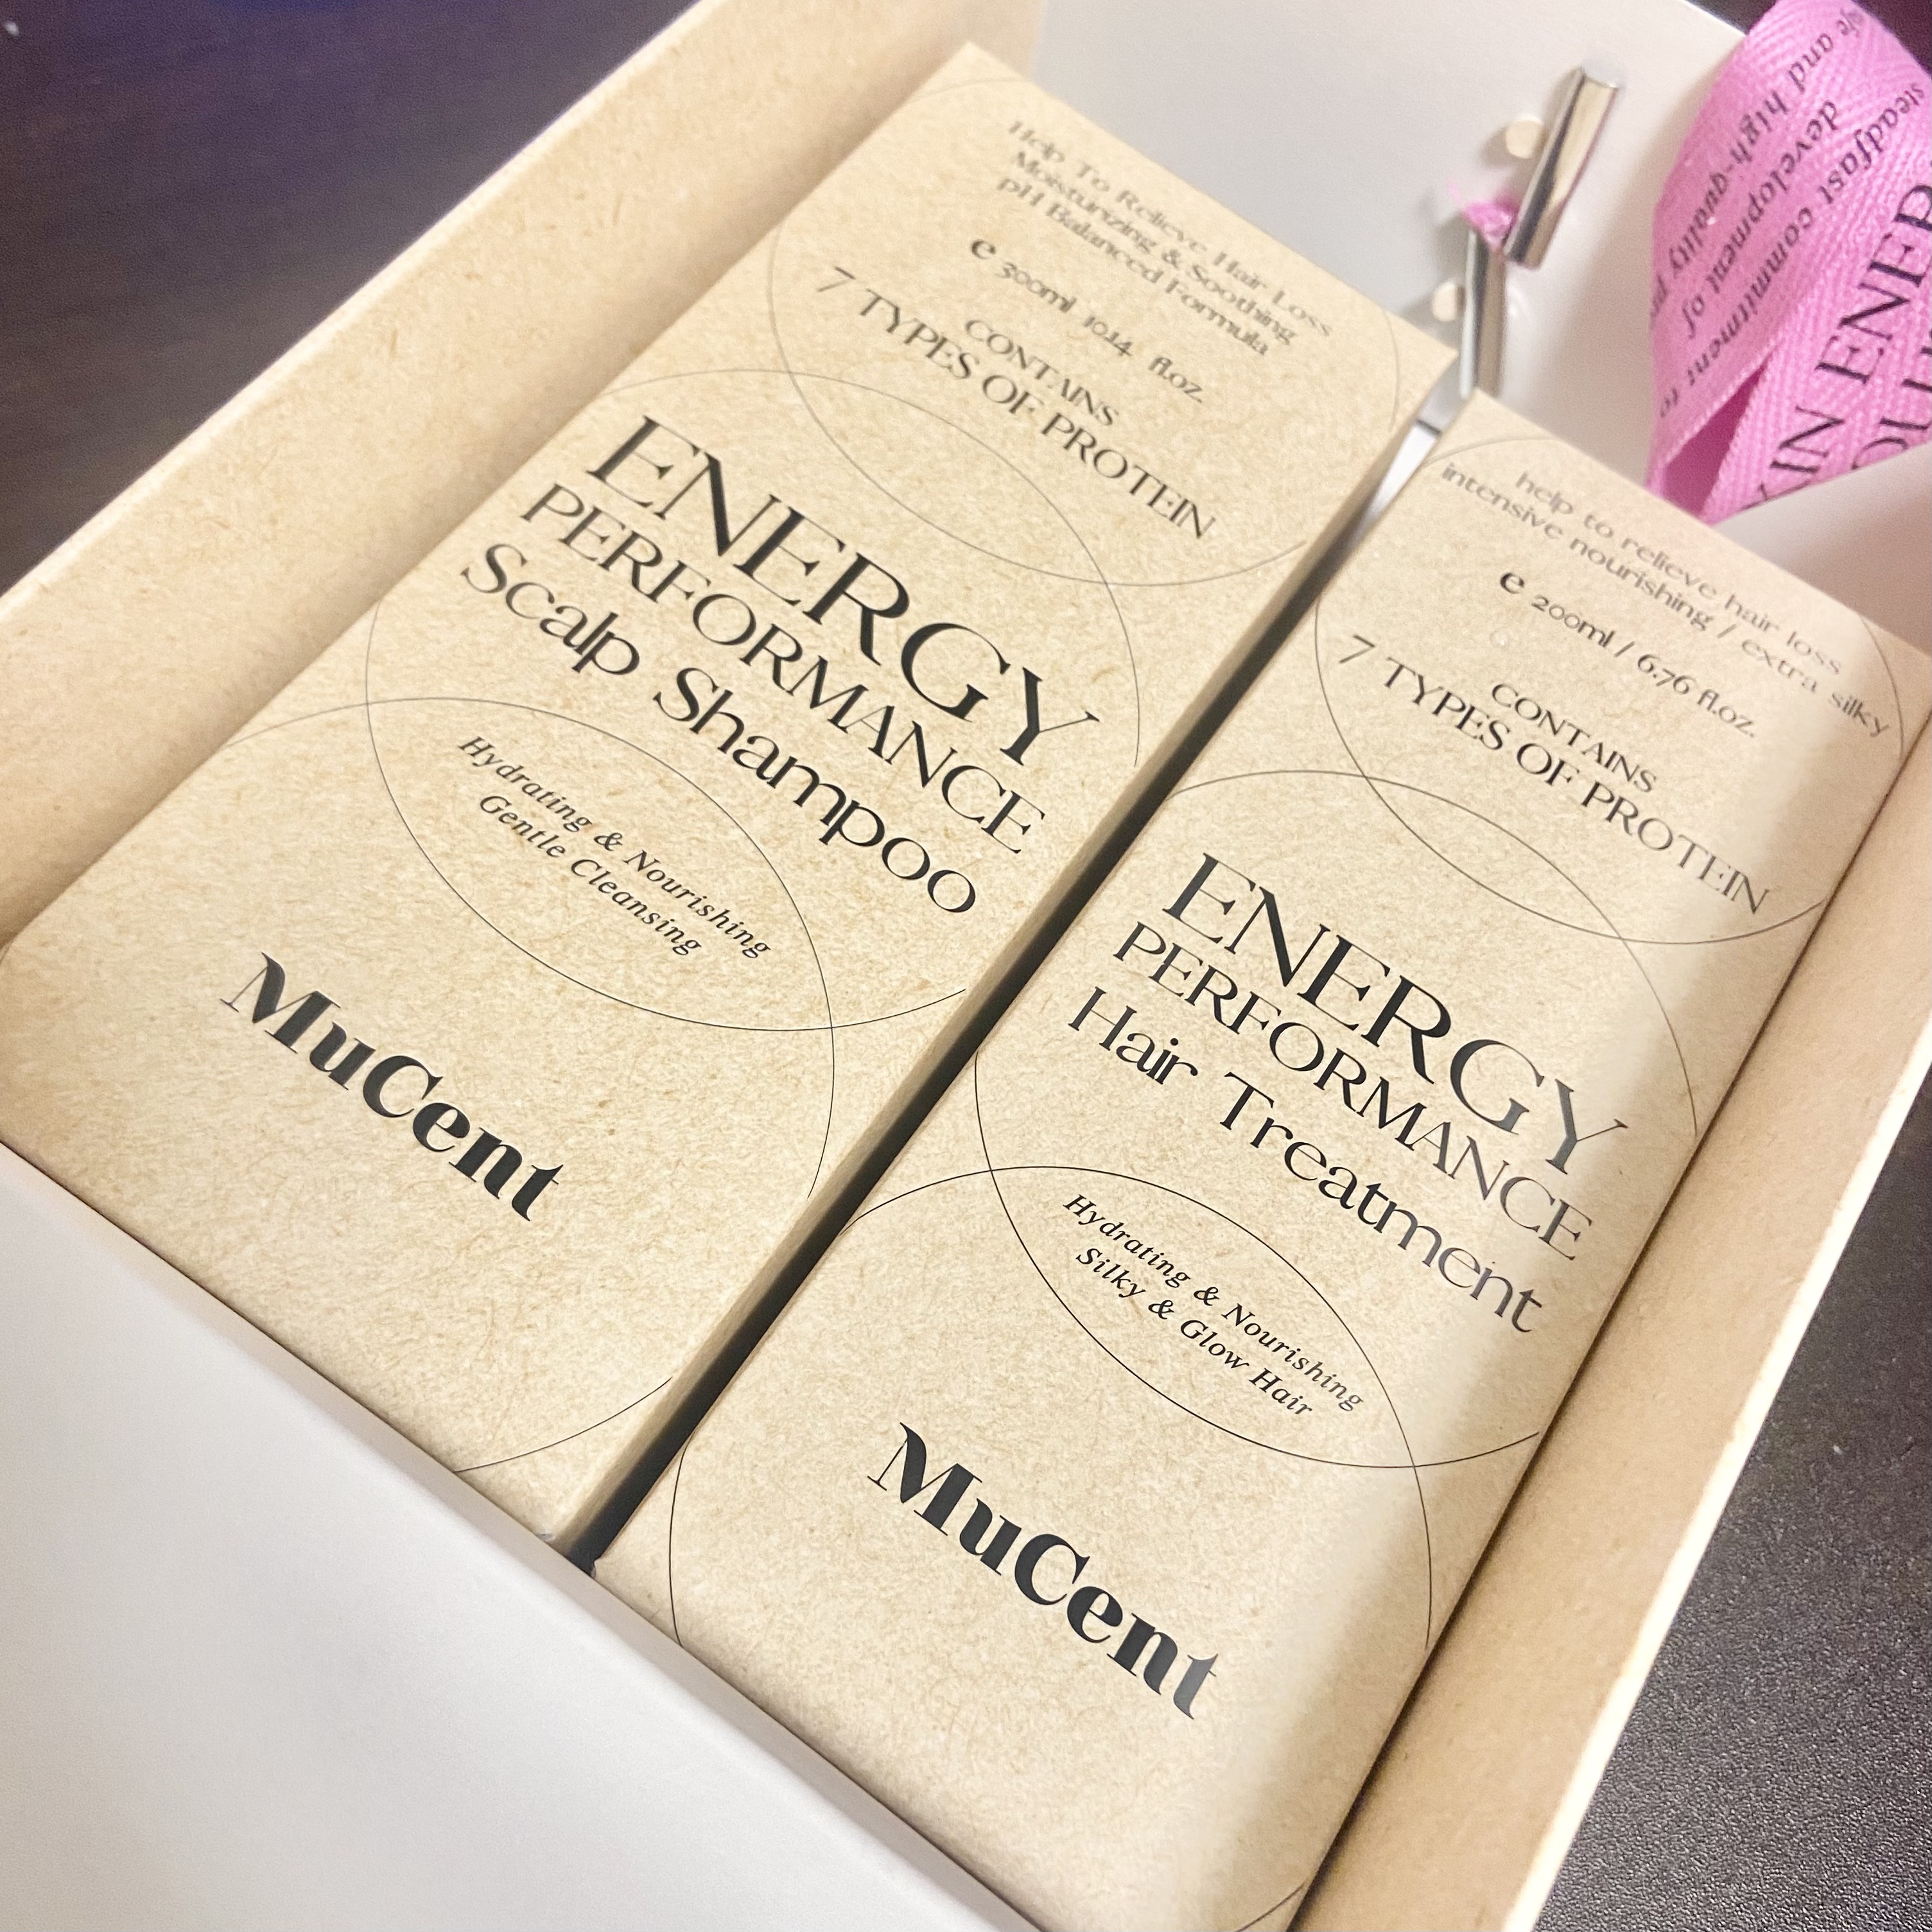 Help To Relieve Hair Loss
Moisturizing & Soothing
pH Balanced Formula
e 300ml 10.14 fl.oz.
CONTAINS
7 TYPES OF PROTEIN
ENERGY
PERFORMANCE
Scalp Shampoo
Hydrating & Nourishing
Gentle Cleansing
MuCent
help to relieve hair loss
intensive nourishing / extra silky
e 200ml / 6.76 fl.oz.
CONTAINS
7 TYPES OF PROTEIN
ENERGY
PERFORMANCE
Hair Treatment
Hydrating & Nourishing
Silky & Glow Hair
MuCent
steadfast commitment to
development of
and high-quality